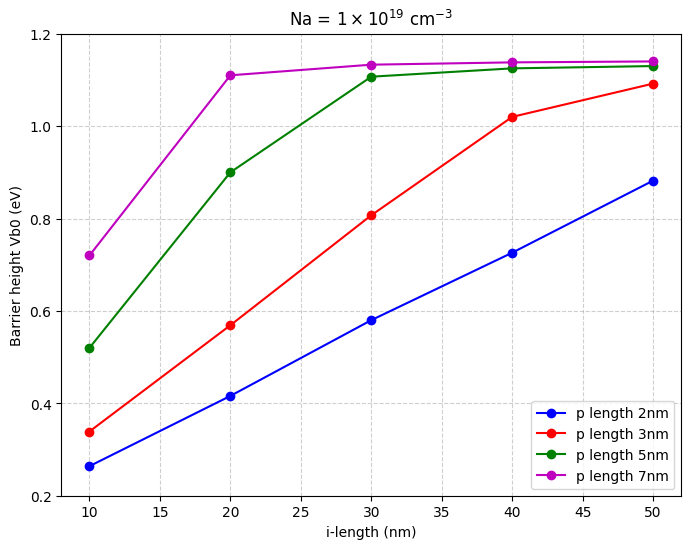 Na = 1 × 10¹⁹ cm⁻³
Barrier height Vb0 (eV)
1.2
1.0
0.8
0.6
0.4
0.2
10 15 20 25 30 35 40 45 50
i-length (nm)
p length 2nm
p length 3nm
p length 5nm
p length 7nm